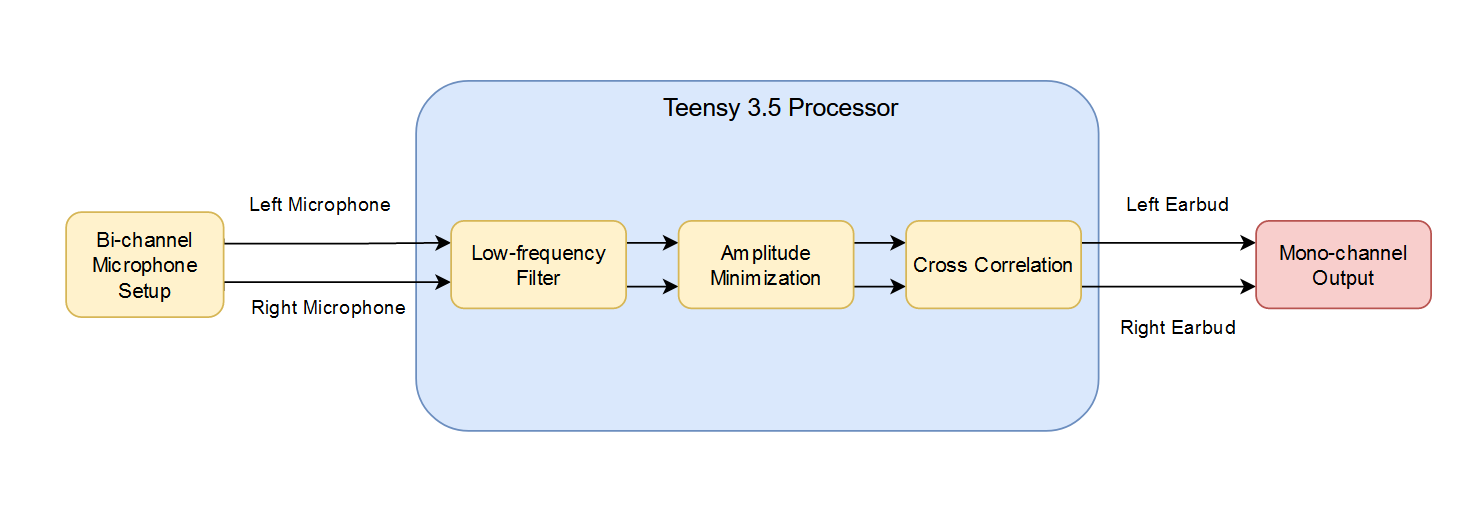 Teensy 3.5 Processor
Left Microphone
Left Earbud
Bi-channel
Microphone
Setup
Low-frequency
Filter
Amplitude
Minimization
Cross Correlation
Mono-channel
Output
Right Microphone
Right Earbud